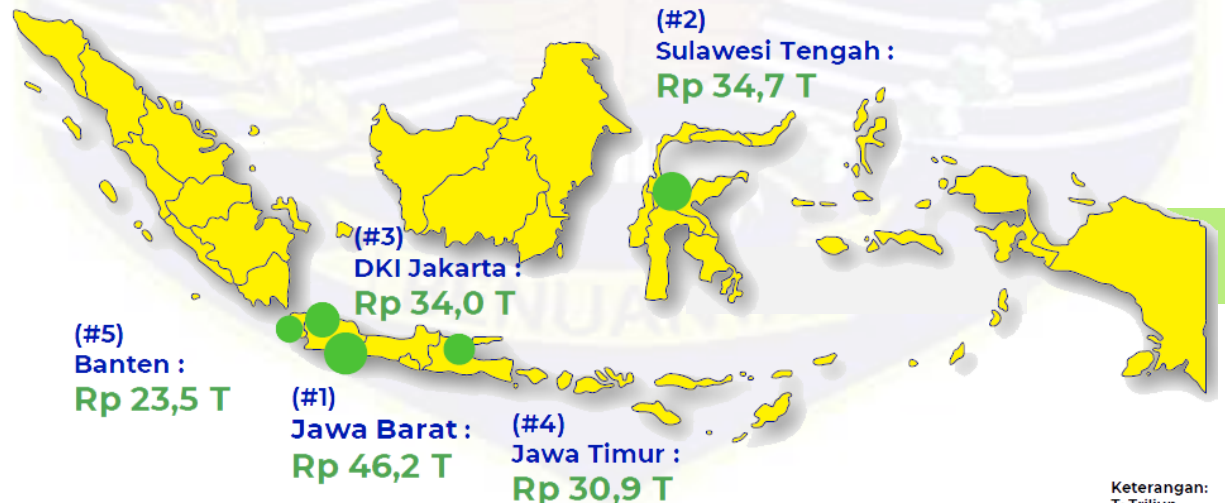 (#2)
Sulawesi Tengah :
Rp 34,7 T
(#3)
DKI Jakarta :
Rp 34,0 T
(#5)
Banten :
Rp 23,5 T
(#1)
Jawa Barat :
Rp 46,2 T
(#4)
Jawa Timur :
Rp 30,9 T
Keterangan: